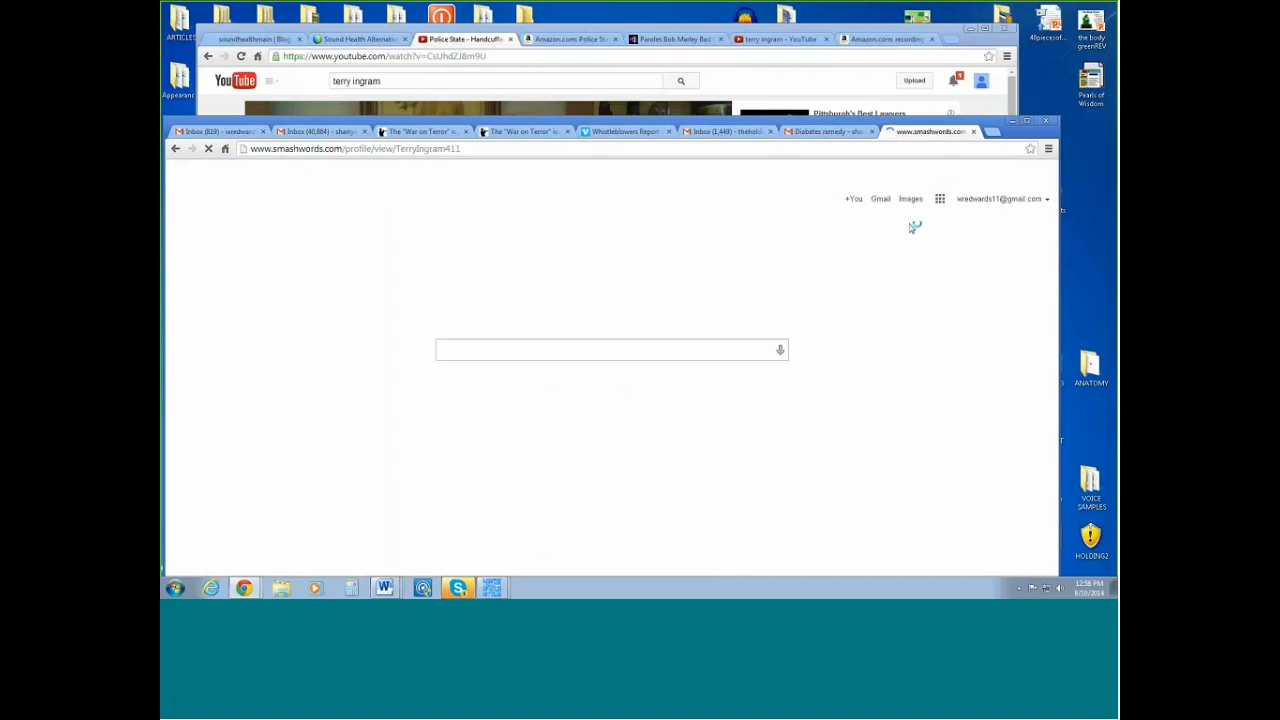 ARTICLES
40piecesof...
the body
greenREV
soundhealthmain | Blog
Sound Health Alternativ
Police State - Handcuffe
Amazon.com: Police St
Paroles Bob Marley Bad
terry ingram - YouTube
Amazon.com: recording
https://www.youtube.com/watch?v=CsUhdZJ8m9U
YouTube
terry ingram
Upload
Appearanc
Pearls of
Wisdom
Pittsburgh's Best Lawyers
Inbox (819) - wredward
Inbox (40,864) - sharry
The "War on Terror" is
The "War on Terror" is
Whistleblowers Report
Inbox (1,449) - thehold
Diabetes remedy - sha
www.smashwords.com
www.smashwords.com/profile/view/TerryIngram411
+You
Gmail
Images
wredwards11@gmail.com
ANATOMY
VOICE
SAMPLES
HOLDING2
12:58 PM
8/10/2014